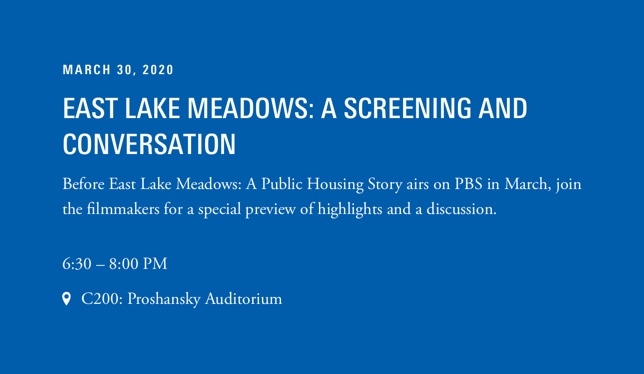 MARCH 30, 2020
EAST LAKE MEADOWS: A SCREENING AND
CONVERSATION
Before East Lake Meadows: A Public Housing Story airs on PBS in March, join
the filmmakers for a special preview of highlights and a discussion.
6:30 – 8:00 PM
C200: Proshansky Auditorium